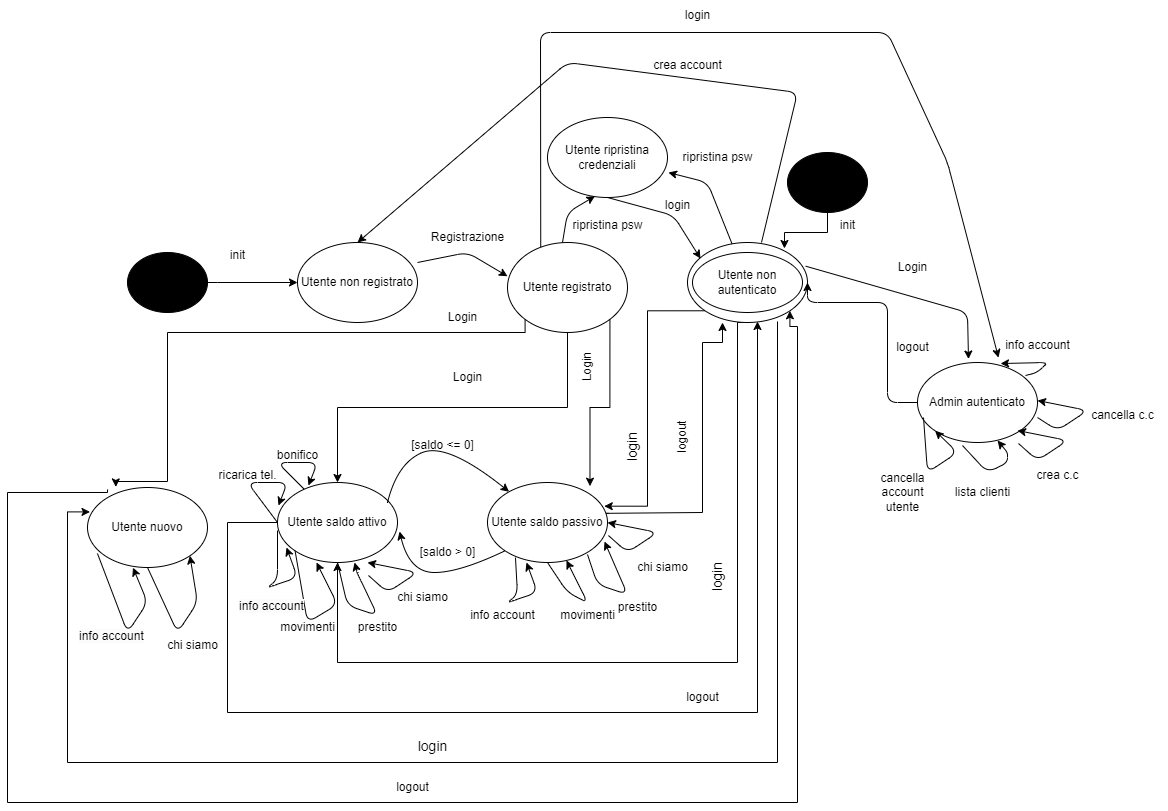 login
crea account
Utente ripristina
credenziali
ripristina psw
login
ripristina psw
init
Registrazione
init
Utente non registrato
Utente registrato
Utente non
autenticato
Login
logout
info account
Admin autenticato
cancella c.c
crea c.c
lista clienti
cancella
account
utente
Login
Login
Login
login
logout
[saldo <= 0]
bonifico
ricarica tel.
Utente nuovo
Utente saldo attivo
Utente saldo passivo
[saldo > 0]
chi siamo
login
info account
movimenti
prestito
chi siamo
info account
movimenti
prestito
info account
chi siamo
logout
login
logout